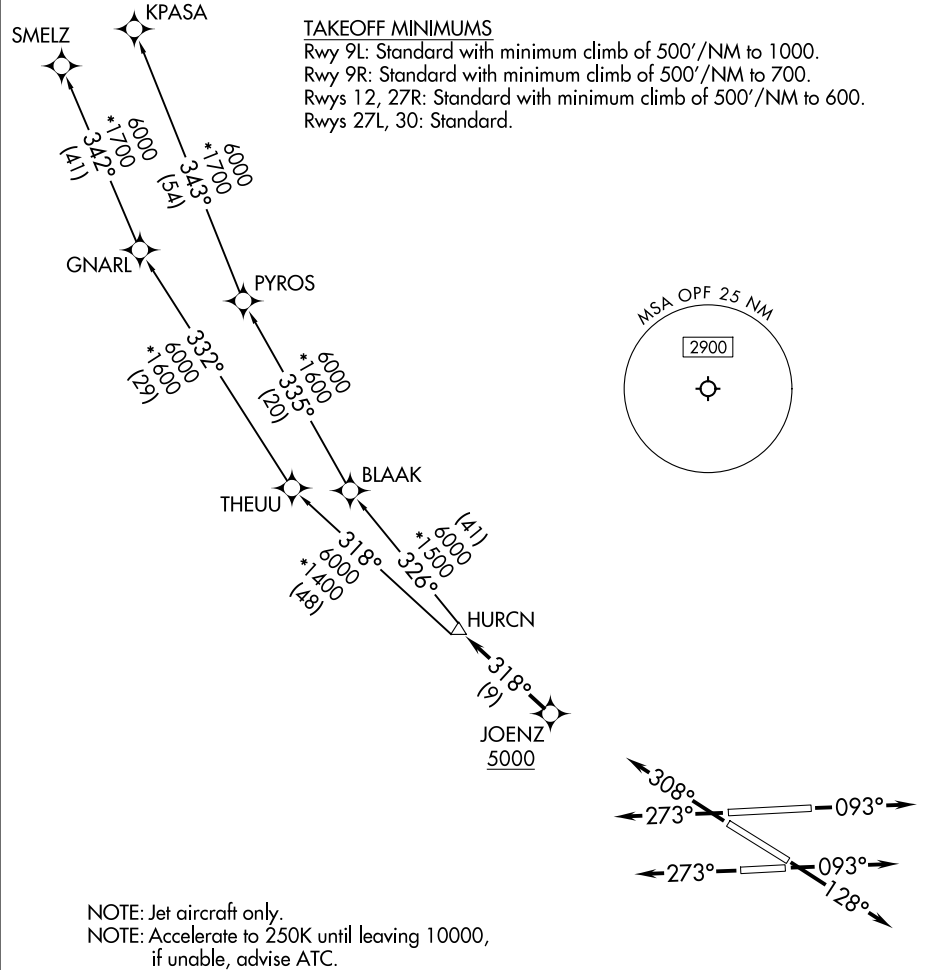 KPASA
SMELZ
TAKEOFF MINIMUMS
Rwy 9L: Standard with minimum climb of 500'/NM to 1000.
Rwy 9R: Standard with minimum climb of 500'/NM to 700.
Rwys 12, 27R: Standard with minimum climb of 500'/NM to 600.
Rwys 27L, 30: Standard.
6000
*1700
342°
(41)
6000
*1700
343°
(54)
GNARL
PYROS
MSA OPF 25 NM
2900
332°
6000
*1600
(29)
6000
*1600
335°
(20)
THEUU
BLAAK
318°
6000
*1400
(48)
(41)
6000
*1500
326°
HURCN
318°
(9)
JOENZ
5000
308°
273°
093°
273°
093°
128°
NOTE: Jet aircraft only.
NOTE: Accelerate to 250K until leaving 10000,
if unable, advise ATC.